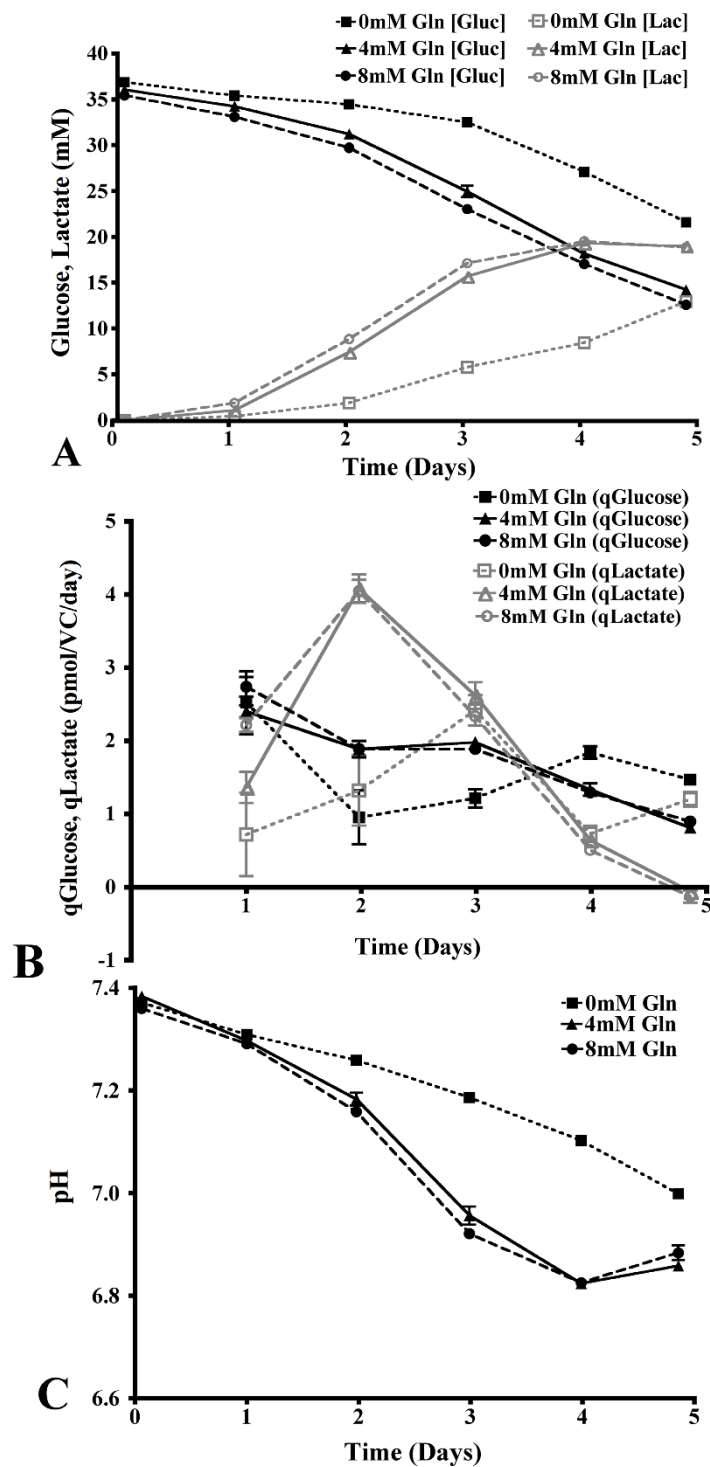 0mM Gln [Gluc] 0mM Gln [Lac]
4mM Gln [Gluc] 4mM Gln [Lac]
8mM Gln [Gluc] 8mM Gln [Lac]
Glucose, Lactate (mM)
40
35
30
25
20
15
10
5
0
0 1 2 3 4 5
Time (Days)
A
0mM Gln (qGlucose)
4mM Gln (qGlucose)
8mM Gln (qGlucose)
0mM Gln (qLactate)
4mM Gln (qLactate)
8mM Gln (qLactate)
qGlucose, qLactate (pmol/VC/day)
5
4
3
2
1
0
-1
1 2 3 4 5
Time (Days)
B
0mM Gln
4mM Gln
8mM Gln
pH
7.4
7.2
7.0
6.8
6.6
0 1 2 3 4 5
Time (Days)
C